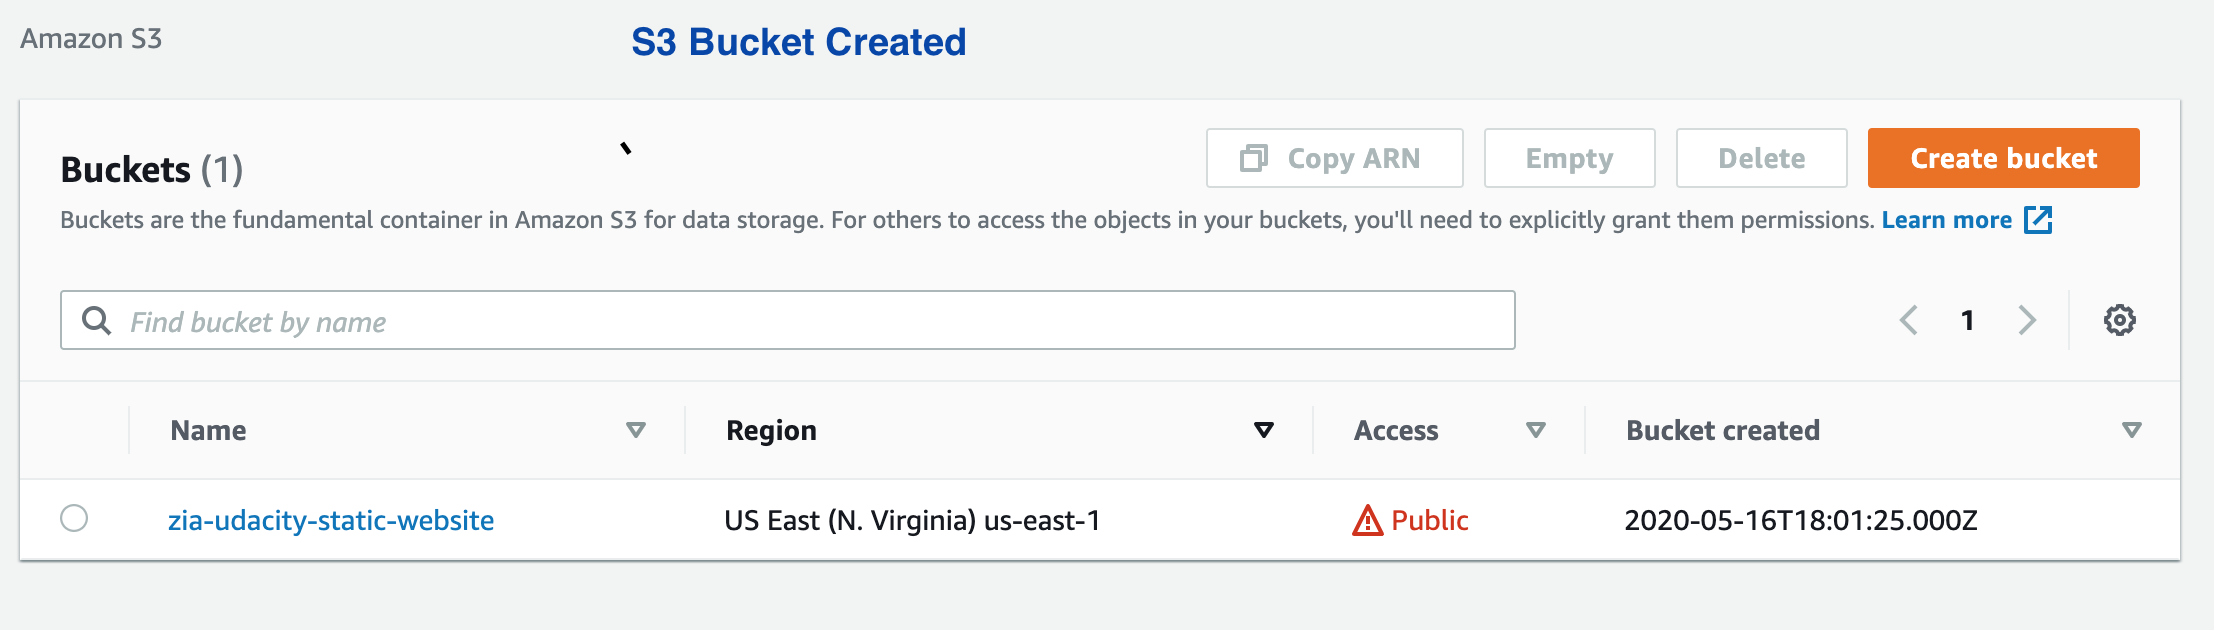 Amazon S3
S3 Bucket Created
Buckets (1)
Copy ARN
Empty
Delete
Create bucket
Buckets are the fundamental container in Amazon S3 for data storage. For others to access the objects in your buckets, you'll need to explicitly grant them permissions. Learn more
Find bucket by name
1
Name Region Access Bucket created
zia-udacity-static-website US East (N. Virginia) us-east-1 Public 2020-05-16T18:01:25.000Z